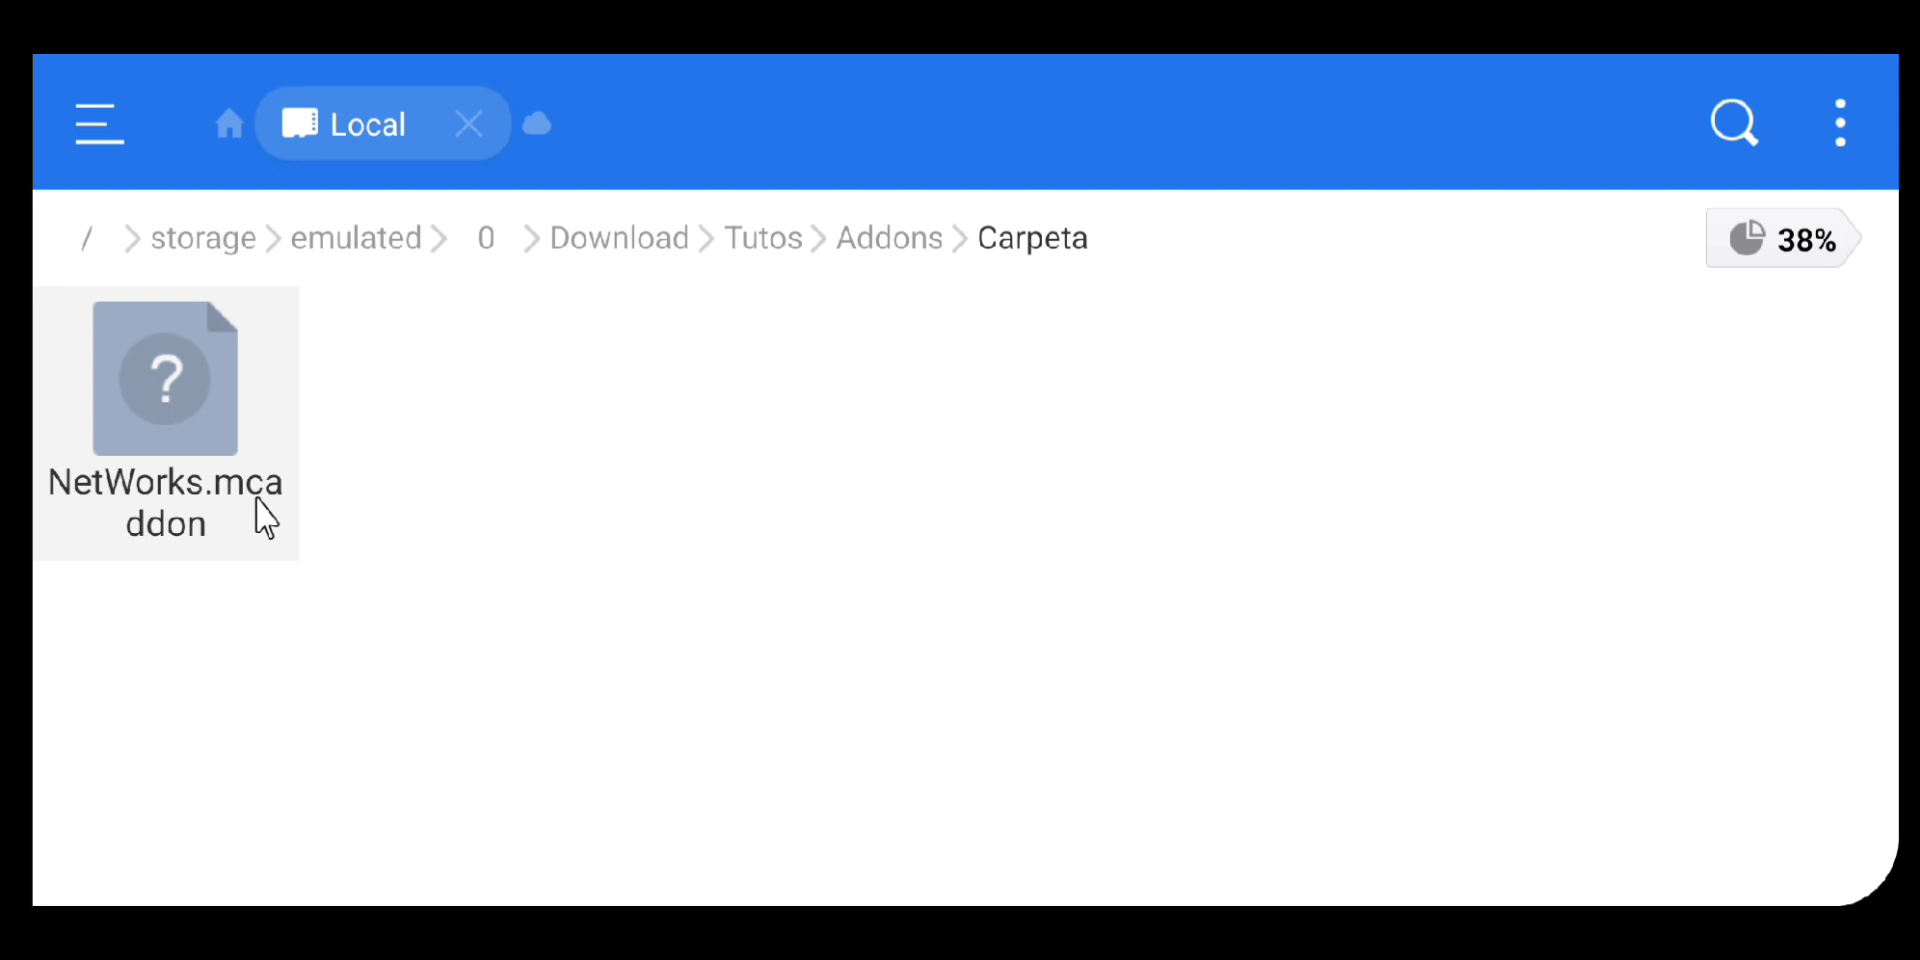 Local
/ storage emulated 0 Download Tutos Addons Carpeta
38%
?
NetWorks.mca
ddon